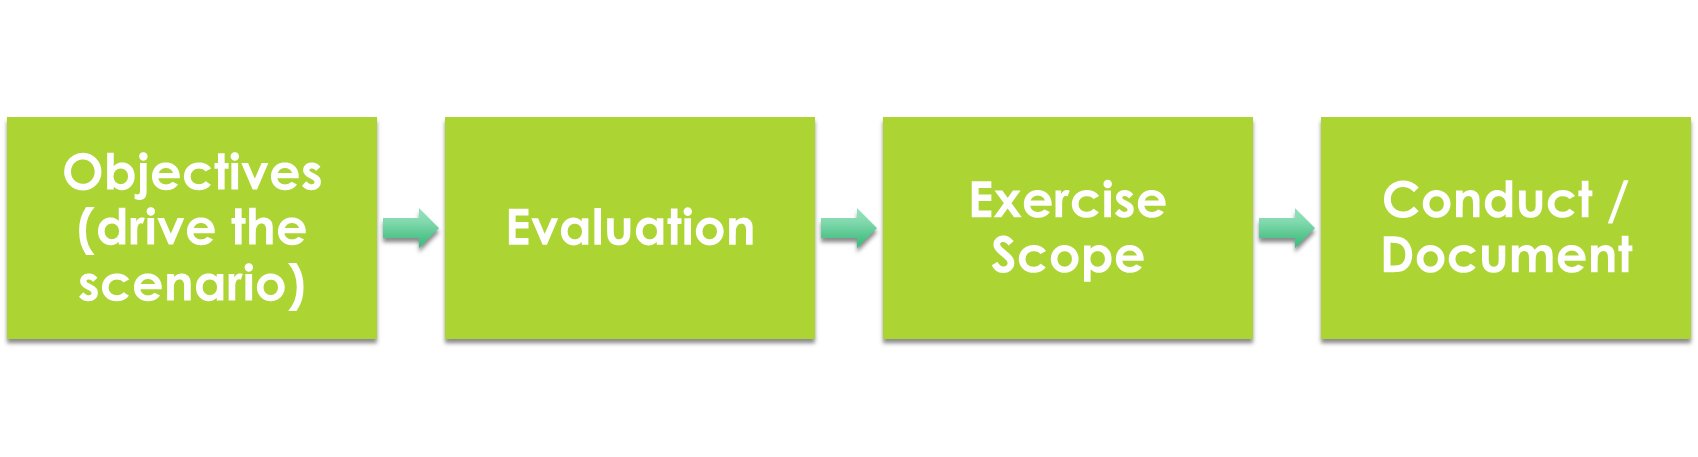 Objectives
(drive the
scenario)
Evaluation
Exercise
Scope
Conduct /
Document